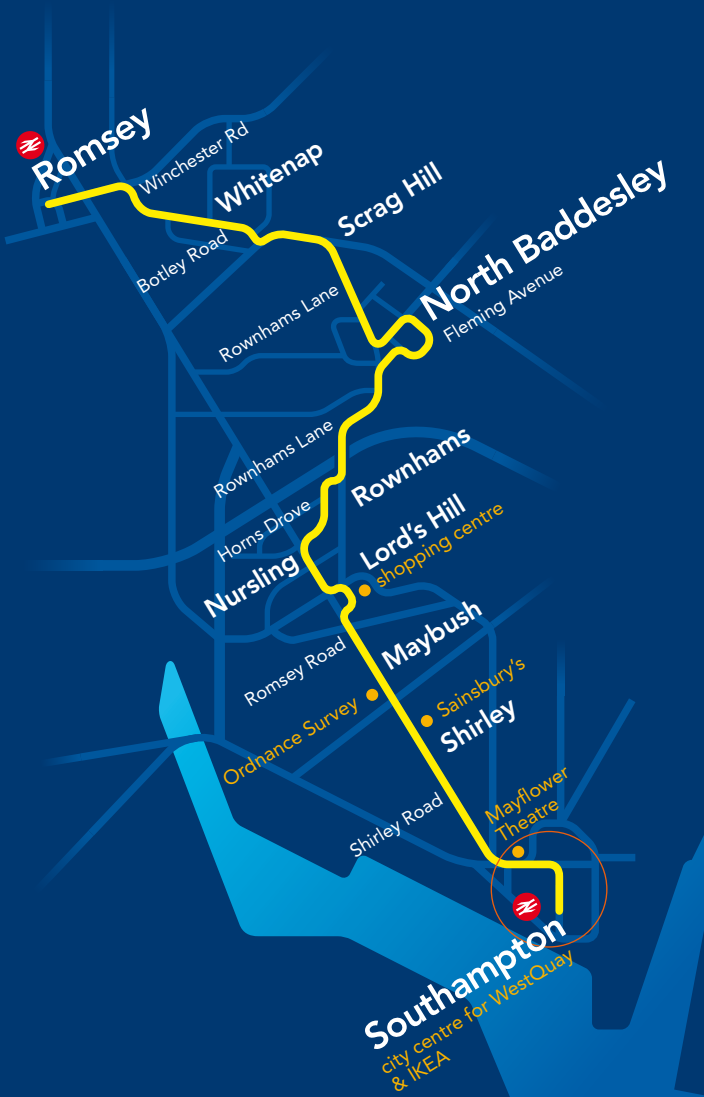 Romsey
Winchester Rd
Whitenap
Botley Road
Scrag Hill
North Baddesley
Fleming Avenue
Rownhams Lane
Rownhams Lane
Rownhams
Horns Drove
Lord's Hill
shopping centre
Nursling
Maybush
Romsey Road
Sainsbury's
Ordnance Survey
Shirley
Mayflower
Theatre
Shirley Road
Southampton
city centre for WestQuay
& IKEA